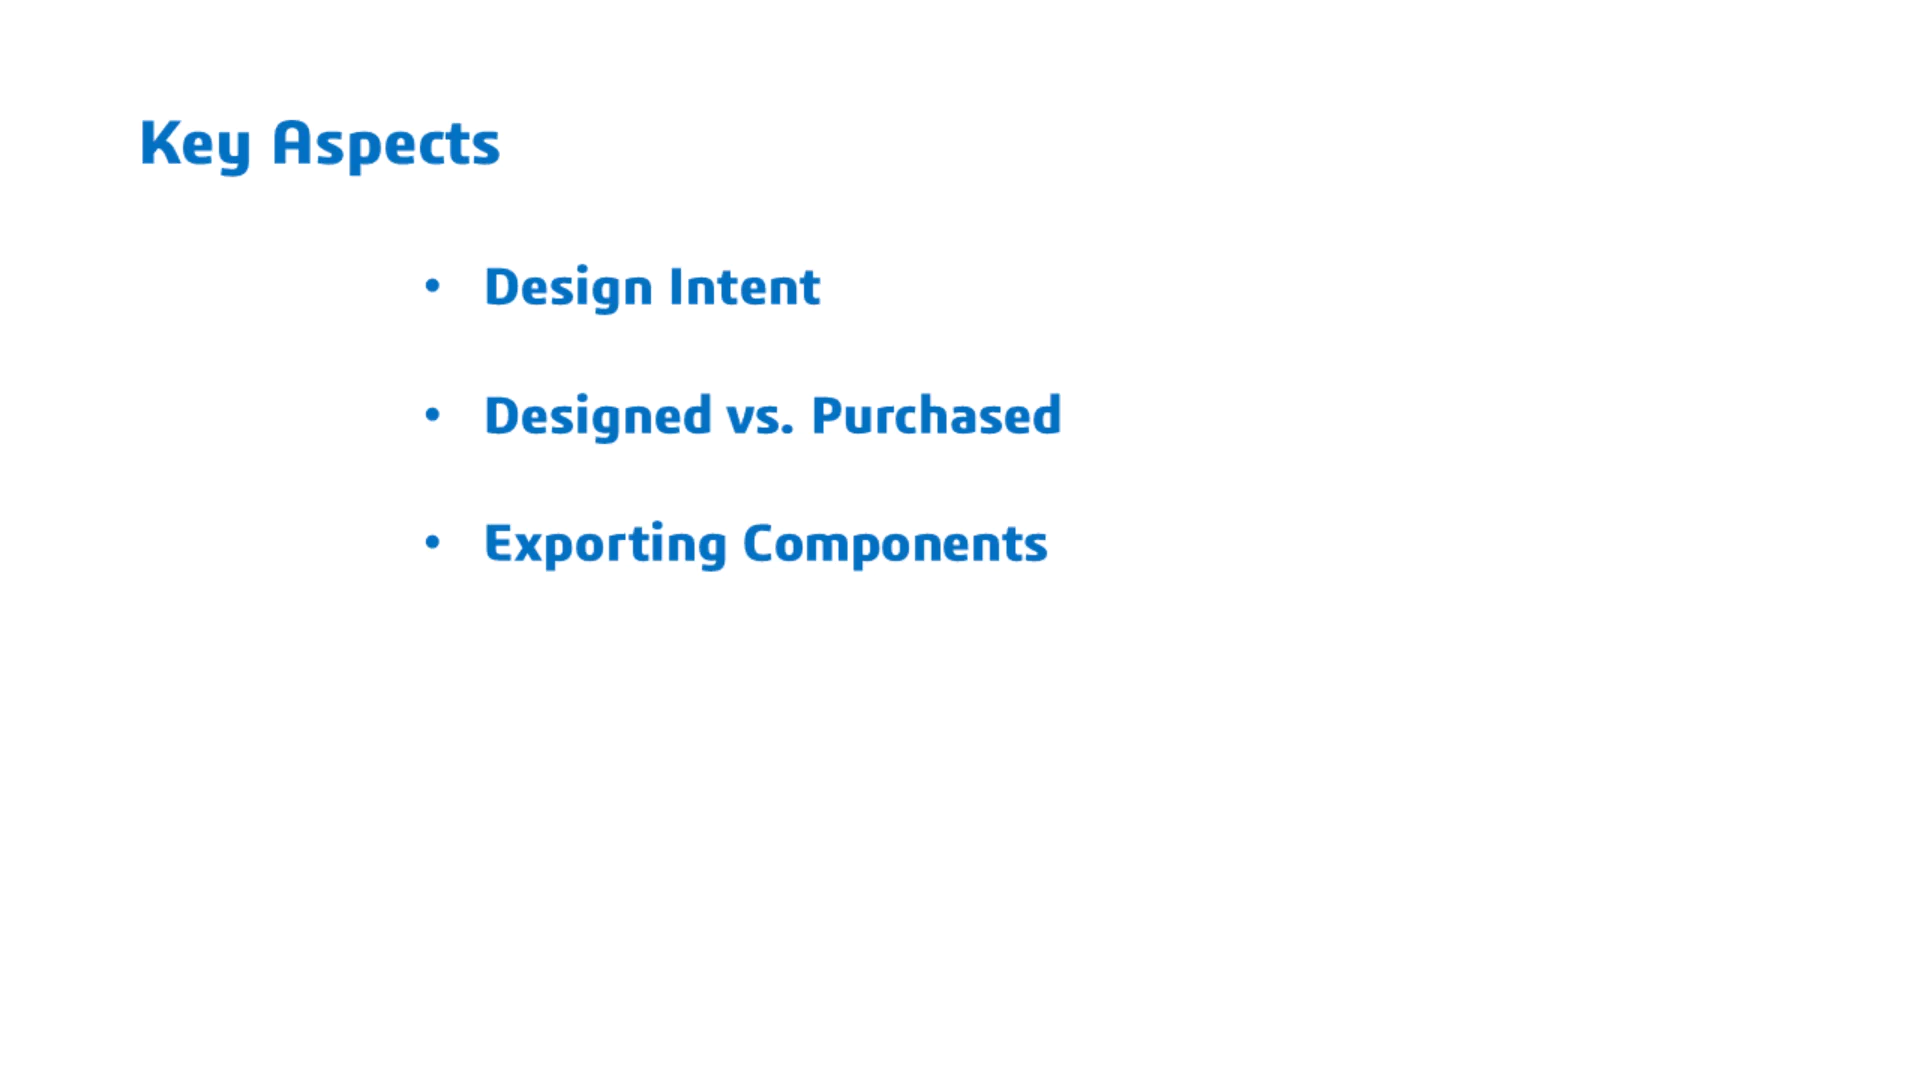 Key Aspects
• Design Intent
• Designed vs. Purchased
• Exporting Components